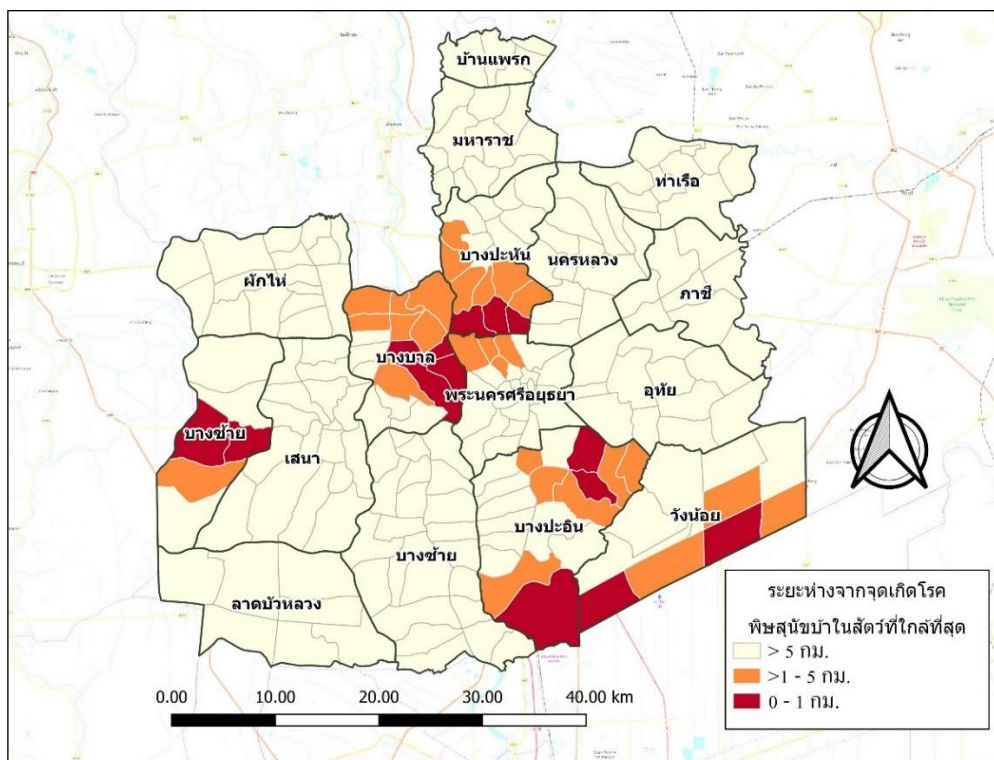 บ้านแพรก
มหาราช
ท่าเรือ
บางปะหัน
นครหลวง
ผักไห่
ภาชี
บางบาล
พระนครศรีอยุธยา
อุทัย
บางซ้าย
เสนา
วังน้อย
บางปะอิน
บางซ้าย
ลาดบัวหลวง
ระยะห่างจากจุดเกิดโรค
พิษสุนัขบ้าในสัตว์ที่ใกล้ที่สุด
> 5 กม.
>1 - 5 กม.
0 - 1 กม.
0.00 10.00 20.00 30.00 40.00 km